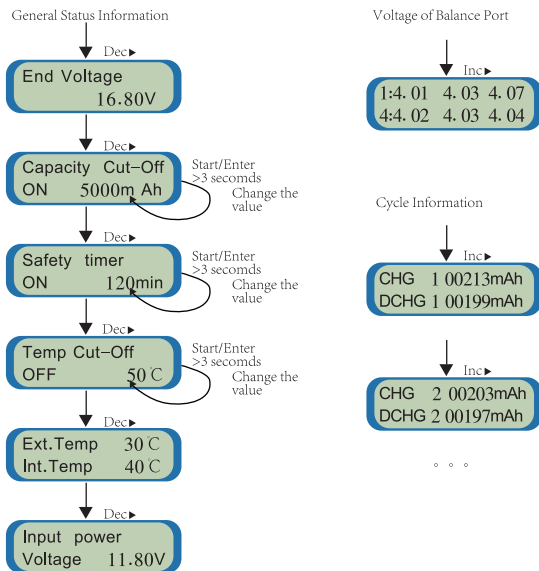 General Status Information
Dec►
End Voltage
16.80V
Dec►
Capacity Cut-Off
ON 5000m Ah
Start/Enter
>3 seconds
Change the
value
Dec►
Safety timer
ON 120min
Start/Enter
>3 secomds
Change the
value
Dec►
Temp Cut-Off
OFF 50℃
Start/Enter
>3 secomds
Change the
value
Dec►
Ext.Temp 30℃
Int.Temp 40℃
Dec►
Input power
Voltage 11.80V
Voltage of Balance Port
Inc►
1:4. 01 4. 03 4. 07
4:4. 02 4. 03 4. 04
Cycle Information
Inc►
CHG 1 00213mAh
DCHG 1 00199mAh
Inc►
CHG 2 00203mAh
DCHG 2 00197mAh